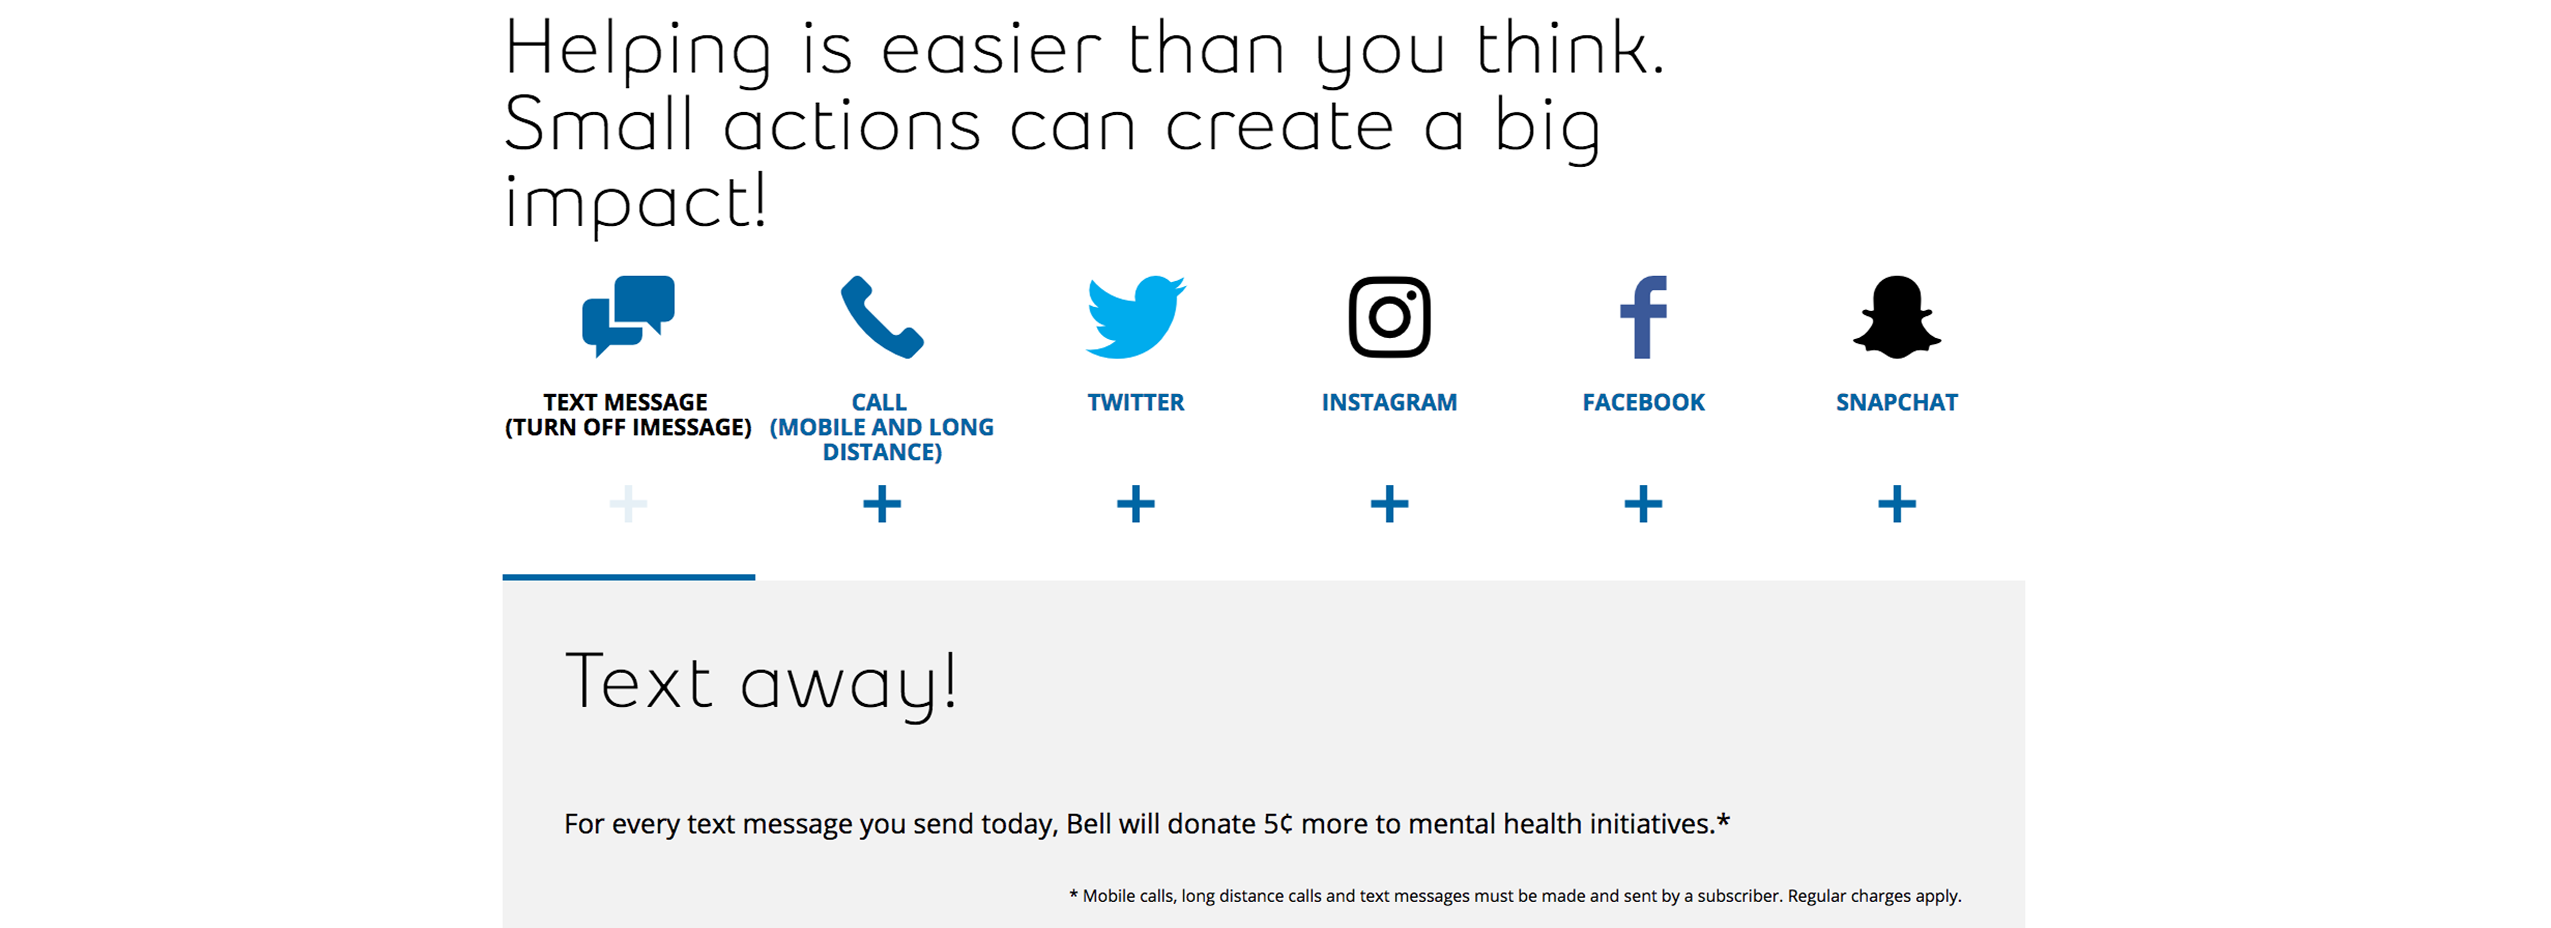 Helping is easier than you think.
Small actions can create a big
impact!
TEXT MESSAGE
(TURN OFF IMESSAGE)
CALL
(MOBILE AND LONG
DISTANCE)
TWITTER
INSTAGRAM
FACEBOOK
SNAPCHAT
Text away!
For every text message you send today, Bell will donate 5¢ more to mental health initiatives.*
* Mobile calls, long distance calls and text messages must be made and sent by a subscriber. Regular charges apply.